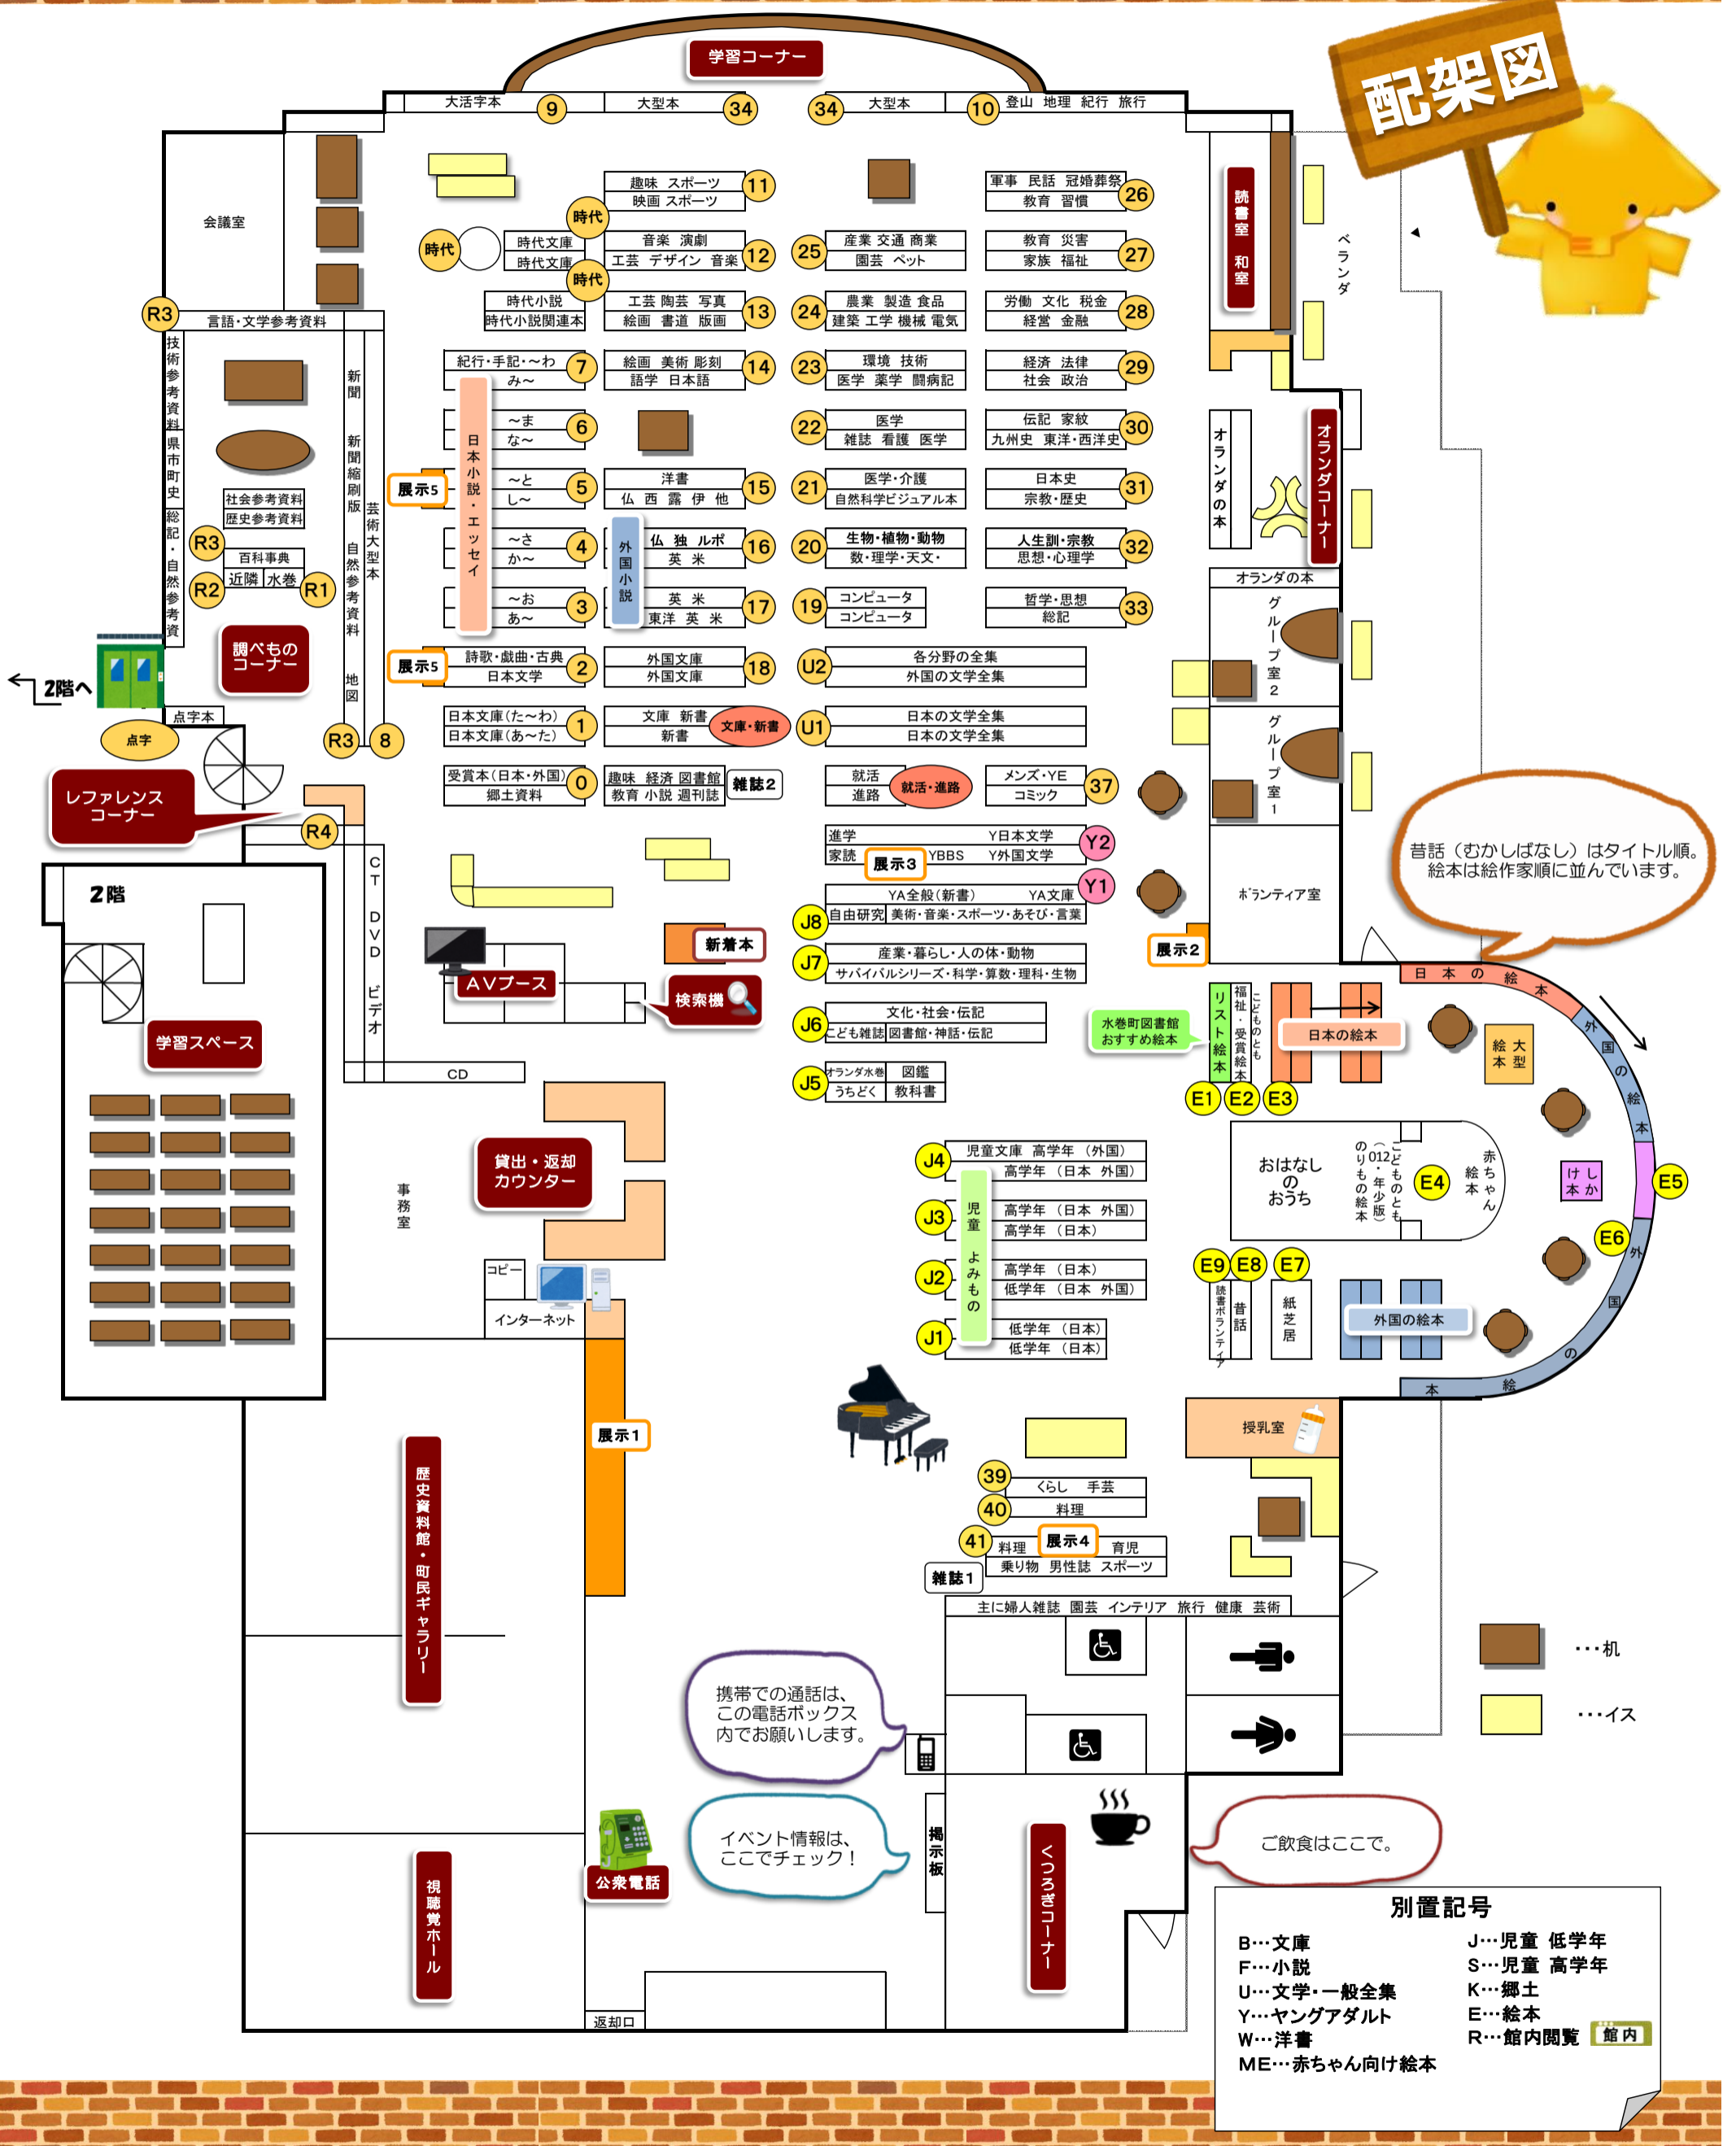 配架図
学習コーナー
大活字本
9
大型本
34
34
大型本
10
登山 地理 紀行 旅行
会議室
趣味 スポーツ
映画 スポーツ
11
軍事 民話 冠婚葬祭
教育 習慣
26
読書室 和室
ベランダ
時代
時代
時代文庫
時代文庫
時代
音楽 演劇
工芸 デザイン 音楽
12
25
産業 交通 商業
園芸 ペット
教育 災害
家族 福祉
27
時代小説
時代小説関連本
工芸 陶芸 写真
絵画 書道 版画
13
24
農業 製造 食品
建築 工学 機械 電気
労働 文化 税金
経営 金融
28
R3
言語・文学参考資料
技術参考資料
県市町史
総記・自然参考資
新聞
新聞縮刷版
自然参考資料
地図
芸術大型本
紀行・手記・～わ
み～
7
絵画 美術 彫刻
語学 日本語
14
23
環境 技術
医学 薬学 闘病記
経済 法律
社会 政治
29
日本小説・エッセイ
～ま
な～
6
22
医学
雑誌 看護 医学
伝記 家紋
九州史 東洋・西洋史
30
オランダの本
オランダコーナー
展示5
～と
し～
5
洋書
仏 西 露 伊 他
15
21
医学・介護
自然科学ビジュアル本
日本史
宗教・歴史
31
社会参考資料
歴史参考資料
R3
百科事典
近隣
水巻
R2
R1
～さ
か～
4
外国小説
仏 独 ルポ
英 米
16
20
生物・植物・動物
数・理学・天文・
人生訓・宗教
思想・心理学
32
オランダの本
～お
あ～
3
英 米
東洋 英 米
17
19
コンピュータ
コンピュータ
哲学・思想
総記
33
グループ室2
調べもの
コーナー
2階へ
展示5
詩歌・戯曲・古典
日本文学
2
外国文庫
外国文庫
18
U2
各分野の全集
外国の文学全集
点字本
点字
R3
8
日本文庫(た～わ)
日本文庫(あ～た)
1
文庫 新書
新書
文庫・新書
U1
日本の文学全集
日本の文学全集
グループ室1
レファレンス
コーナー
R4
受賞本(日本・外国)
郷土資料
0
趣味 経済 図書館
教育 小説 週刊誌
雑誌2
就活
進路
就活・進路
メンズ・YE
コミック
37
昔話(むかしばなし)はタイトル順。
絵本は絵作家順に並んでいます。
進学
家読
展示3
YBBS
Y日本文学
Y外国文学
Y2
YA全般(新書)
YA文庫
Y1
自由研究
美術・音楽・スポーツ・あそび・言葉
J8
ボランティア室
2階
CT DVD ビデオ
新着本
AVブース
検索機
J7
産業・暮らし・人の体・動物
サバイバルシリーズ・科学・算数・理科・生物
展示2
日本の絵本
外国の絵本
学習スペース
J6
文化・社会・伝記
こども雑誌
図書館・神話・伝記
水巻町図書館
おすすめ絵本
リスト絵本
福祉・受賞絵本
こどものとも
日本の絵本
大型
絵本
CD
J5
オランダ水巻
図鑑
うちどく
教科書
E1
E2
E3
貸出・返却
カウンター
事務室
J4
児童文庫 高学年 (外国)
高学年 (日本 外国)
児童 よみもの
J3
高学年 (日本 外国)
高学年 (日本)
J2
高学年 (日本)
低学年 (日本 外国)
J1
低学年 (日本)
低学年 (日本)
おはなし
の
おうち
こどものとも
(012・年少版)
のりもの絵本
E4
赤ちゃん
絵本
しかけ本
E5
E6
外国の絵本
E9
E8
E7
読書ボランティア
昔話
紙芝居
外国の絵本
コピー
インターネット
展示1
授乳室
39
くらし 手芸
40
料理
41
料理
展示4
育児
乗り物 男性誌 スポーツ
雑誌1
主に婦人雑誌 園芸 インテリア 旅行 健康 芸術
歴史資料館・町民ギャラリー
…机
…イス
携帯での通話は、
この電話ボックス
内でお願いします。
イベント情報は、
ここでチェック！
掲示板
くつろぎコーナー
ご飲食はここで。
公衆電話
視聴覚ホール
返却口
別置記号
B…文庫
F…小説
U…文学・一般全集
Y…ヤングアダルト
W…洋書
ME…赤ちゃん向け絵本
J…児童 低学年
S…児童 高学年
K…郷土
E…絵本
R…館内閲覧
館内